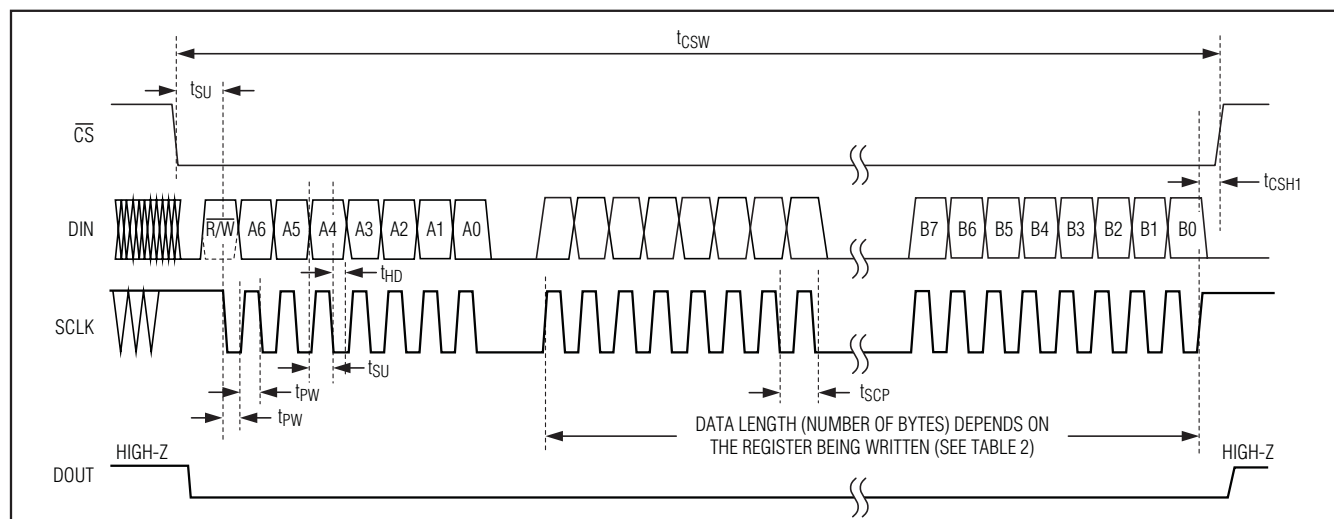 tCSW
tSU
CS
tCSH1
DIN R/W A6 A5 A4 A3 A2 A1 A0 B7 B6 B5 B4 B3 B2 B1 B0
tHD
SCLK
tSU
tPW
tSCP
tPW
DATA LENGTH (NUMBER OF BYTES) DEPENDS ON
THE REGISTER BEING WRITTEN (SEE TABLE 2)
HIGH-Z HIGH-Z
DOUT